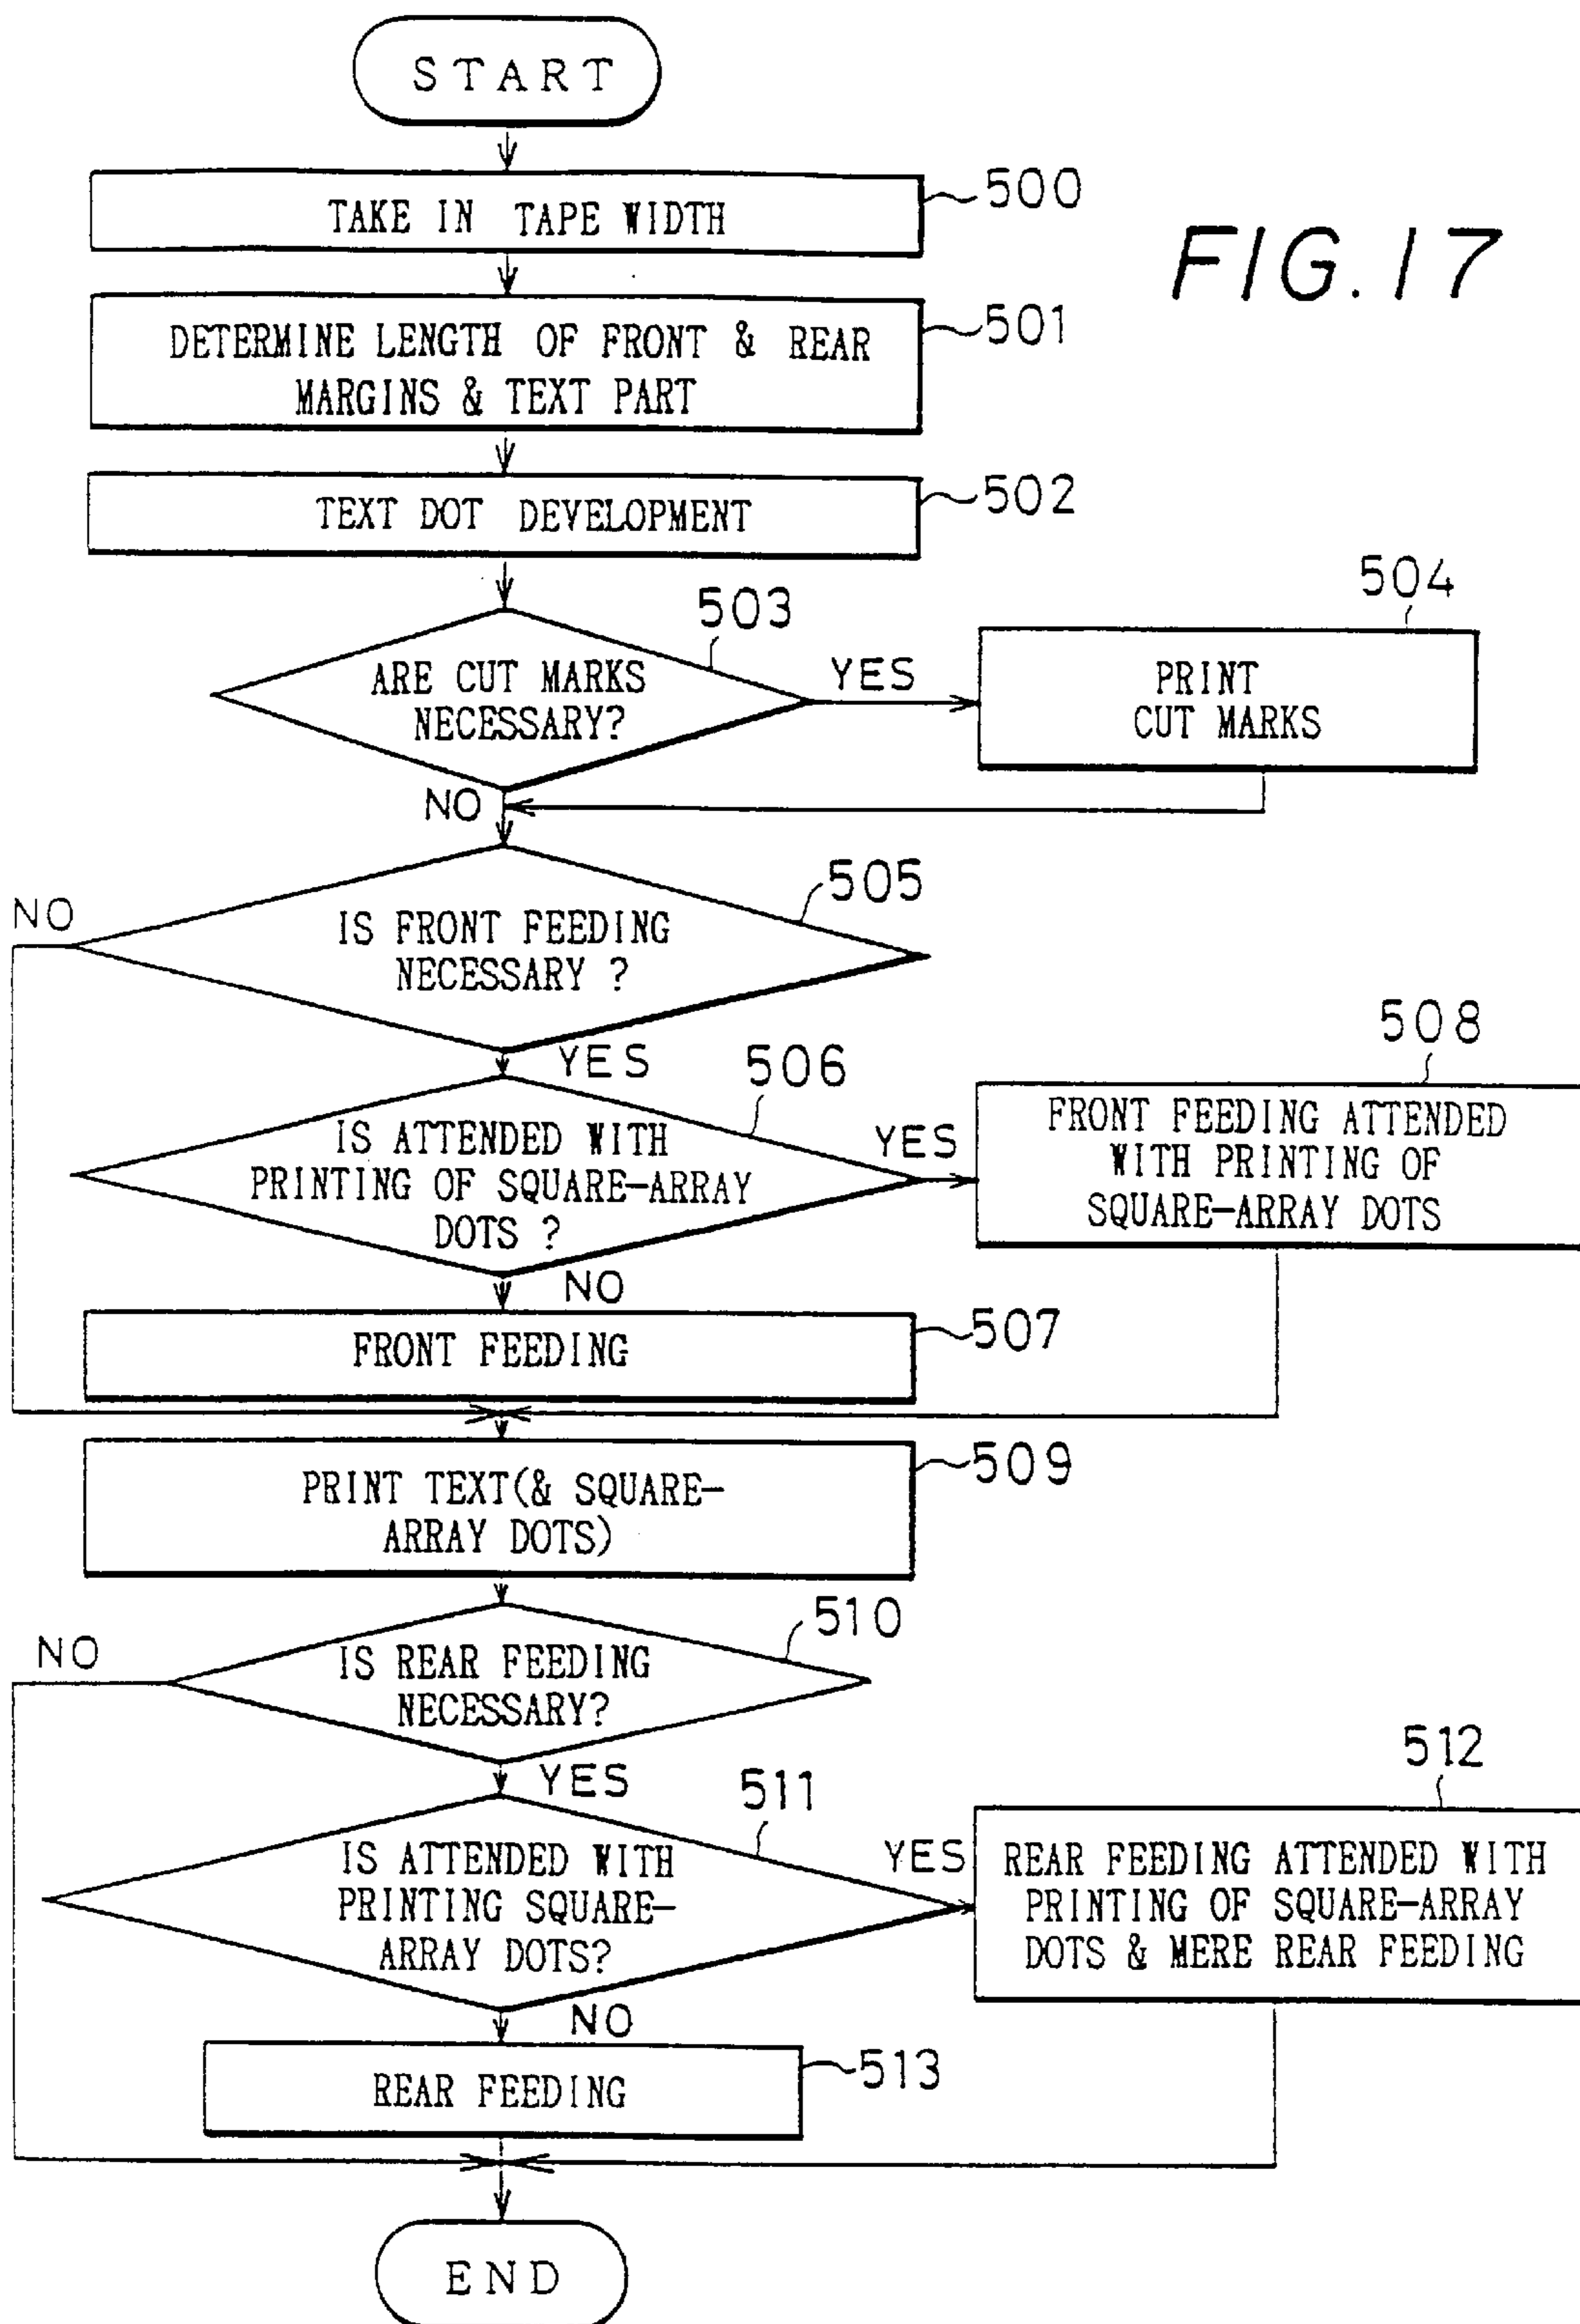 START
TAKE IN TAPE WIDTH
500
FIG. 17
DETERMINE LENGTH OF FRONT & REAR
MARGINS & TEXT PART
501
TEXT DOT DEVELOPMENT
502
503
ARE CUT MARKS
NECESSARY?
YES
504
PRINT
CUT MARKS
NO
505
NO
IS FRONT FEEDING
NECESSARY ?
YES
506
IS ATTENDED WITH
PRINTING OF SQUARE-ARRAY
DOTS ?
YES
508
FRONT FEEDING ATTENDED
WITH PRINTING OF
SQUARE-ARRAY DOTS
NO
FRONT FEEDING
507
PRINT TEXT(& SQUARE-
ARRAY DOTS)
509
510
NO
IS REAR FEEDING
NECESSARY?
YES
511
IS ATTENDED WITH
PRINTING SQUARE-
ARRAY DOTS?
YES
512
REAR FEEDING ATTENDED WITH
PRINTING OF SQUARE-ARRAY
DOTS & MERE REAR FEEDING
NO
REAR FEEDING
513
END